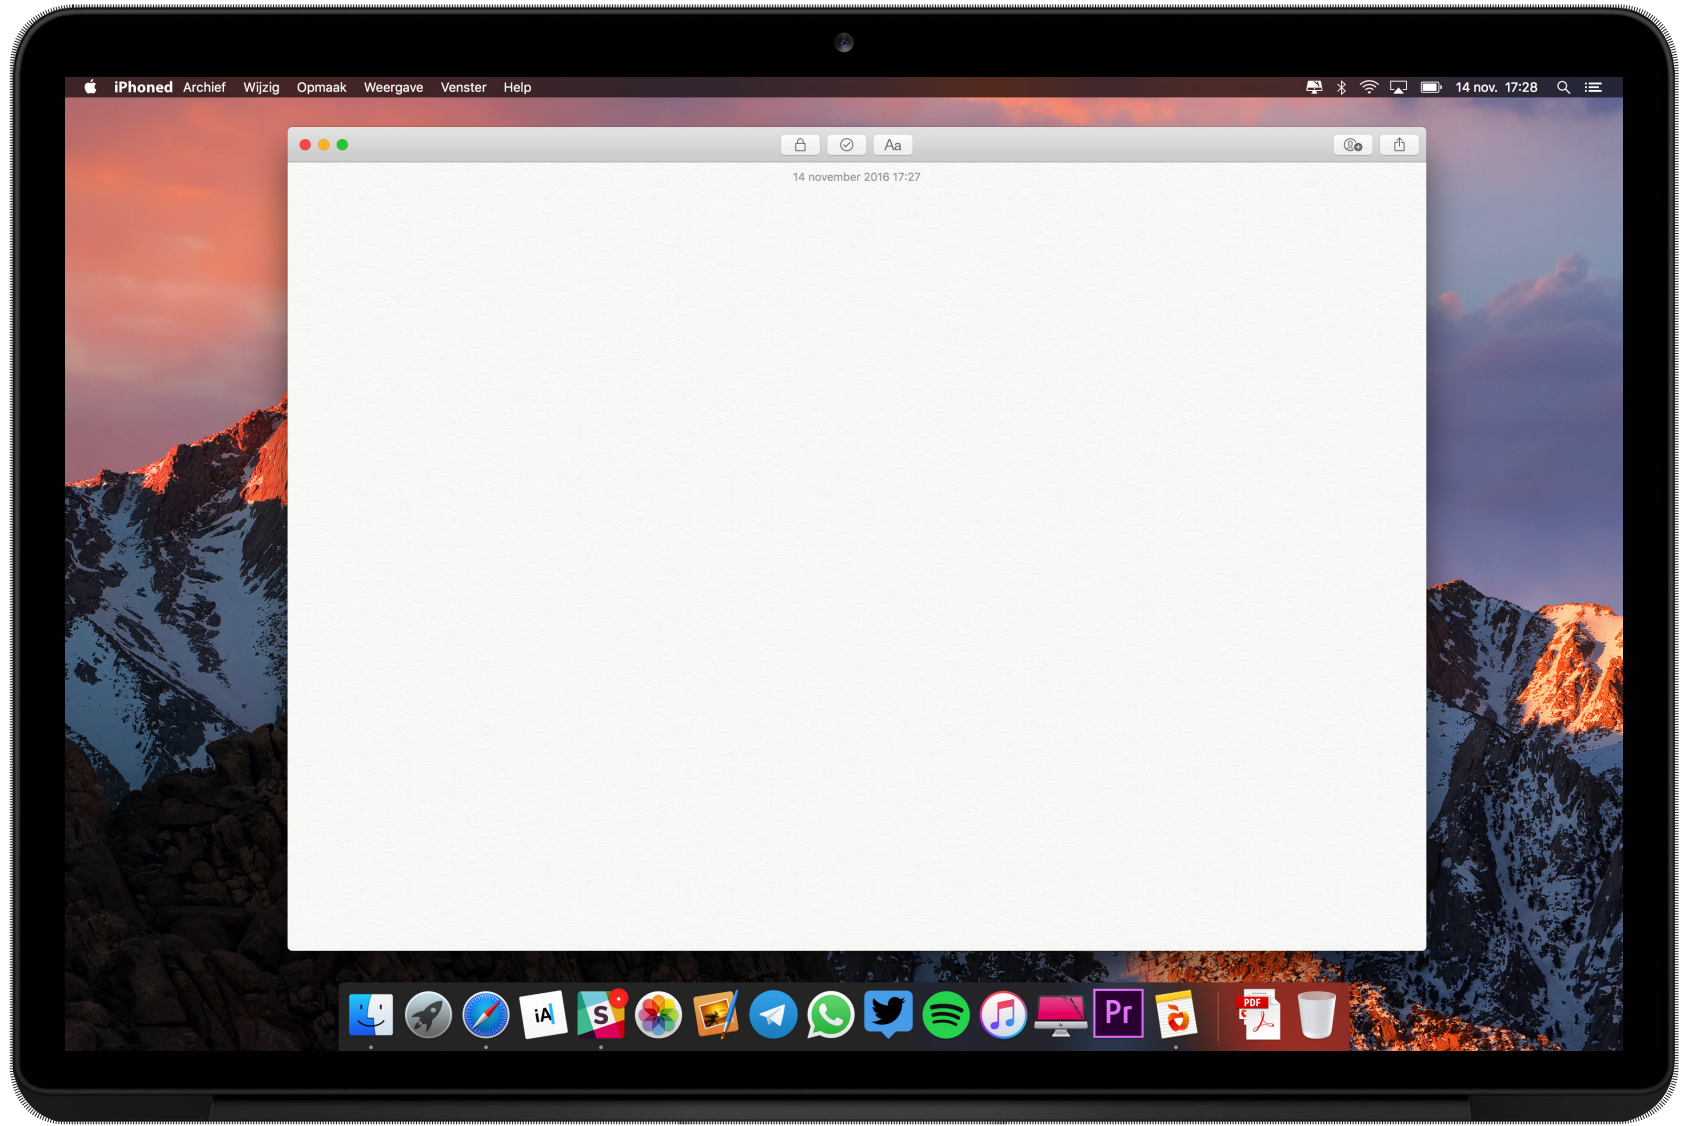 iPhoned Archief Wijzig Opmaak Weergave Venster Help 14 nov. 17:28
Aa
14 november 2016 17:27
iA S Pr PDF